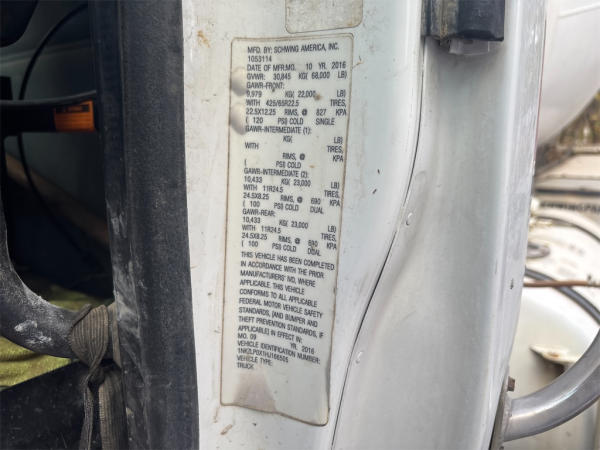 MFD. BY: SCHWING AMERICA, INC.
1053114
DATE OF MFR:MO. 10 YR. 2016
GVWR: 30,845 KG( 68,000 LB)
GAWR-FRONT:
9,979 KG( 22,000 LB)
WITH 425/65R22.5 TIRES,
22.5X12.25 RIMS, @ 827 KPA
( 120 PSI) COLD SINGLE
GAWR-INTERMEDIATE (1):
KG( LB)
WITH TIRES,
RIMS, @ KPA
( PSI) COLD
GAWR-INTERMEDIATE (2):
10,433 KG( 23,000 LB)
WITH 11R24.5 TIRES,
24.5X8.25 RIMS, @ 690 KPA
( 100 PSI) COLD DUAL
GAWR-REAR:
10,433 KG( 23,000 LB)
WITH 11R24.5 TIRES,
24.5X8.25 RIMS, @ 690 KPA
( 100 PSI) COLD DUAL
THIS VEHICLE HAS BEEN COMPLETED
IN ACCORDANCE WITH THE PRIOR
MANUFACTURERS' NO, WHERE
APPLICABLE. THIS VEHICLE
CONFORMS TO ALL APPLICABLE
FEDERAL MOTOR VEHICLE SAFETY
STANDARDS, [AND BUMPER AND
THEFT PREVENTION STANDARDS, IF
APPLICABLE] IN EFFECT IN:
MO. 09 YR. 2016
VEHICLE IDENTIFICATION NUMBER:
1NKZLP0X1HJ166505
VEHICLE TYPE:
TRUCK